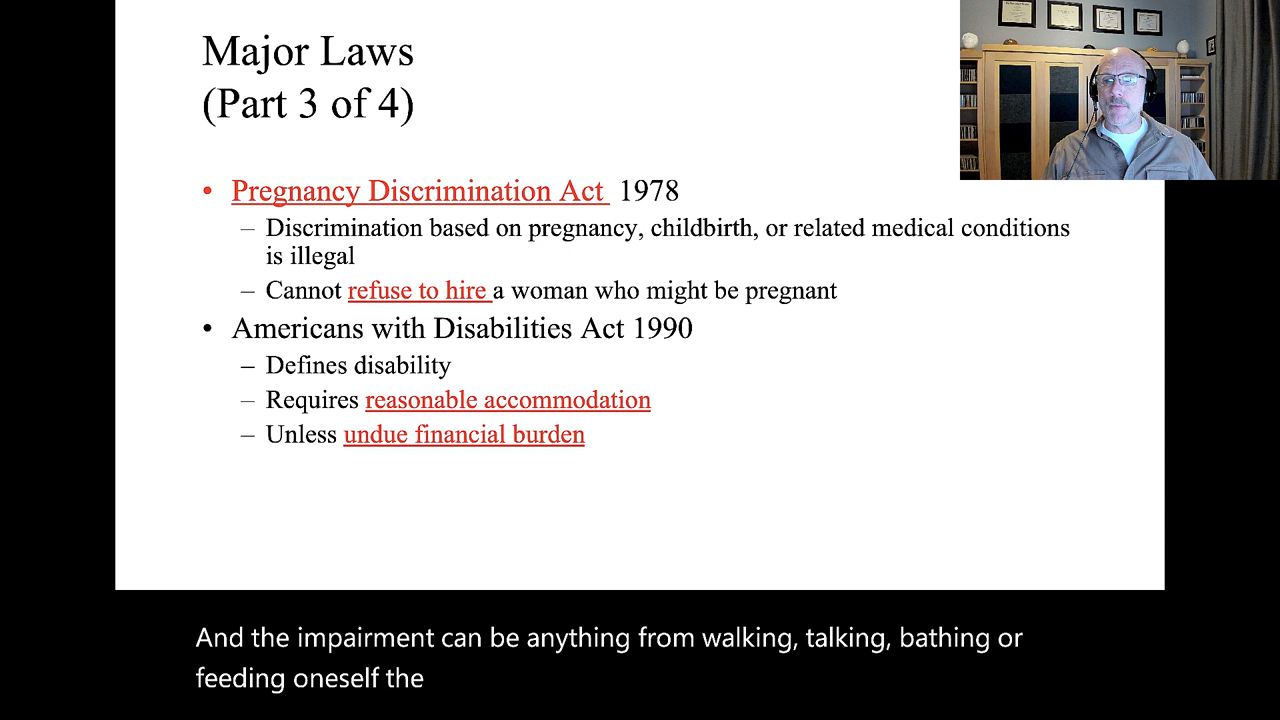 Major Laws
(Part 3 of 4)
• Pregnancy Discrimination Act 1978
– Discrimination based on pregnancy, childbirth, or related medical conditions
is illegal
– Cannot refuse to hire a woman who might be pregnant
• Americans with Disabilities Act 1990
– Defines disability
– Requires reasonable accommodation
– Unless undue financial burden
And the impairment can be anything from walking, talking, bathing or
feeding oneself the